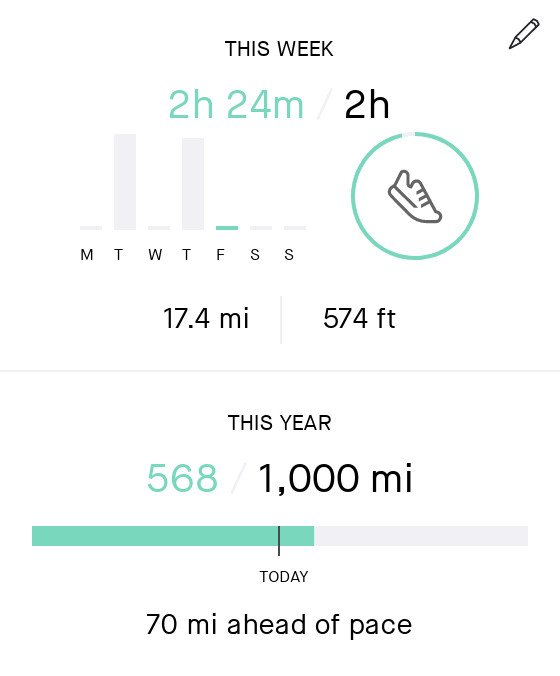 THIS WEEK
2h 24m / 2h
M T W T F S S
17.4 mi 574 ft
THIS YEAR
568 / 1,000 mi
TODAY
70 mi ahead of pace